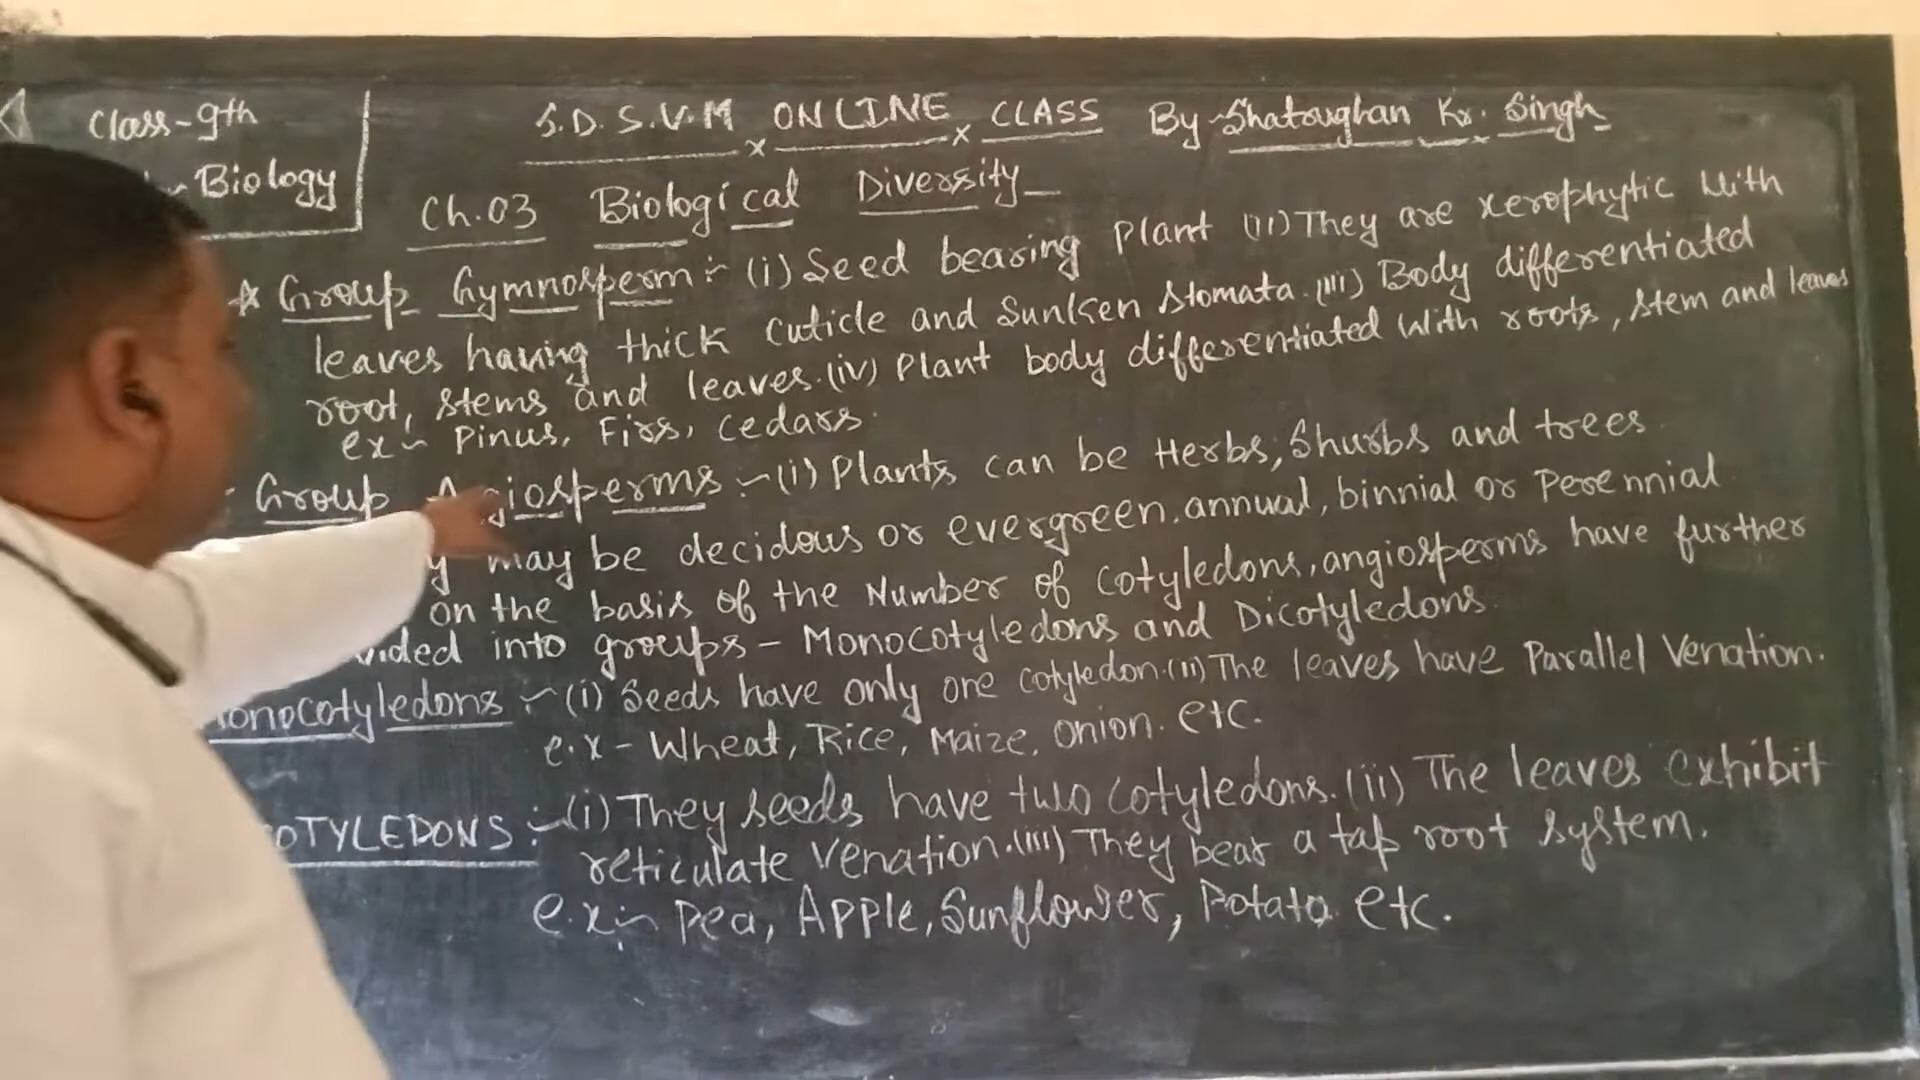 Class-9th
Biology
S.D.S.V.M ONLINE CLASS By-Shatrughan Kr. Singh
Ch.03 Biological Diversity
* Group Gymnosperm :- (i) Seed bearing plant (ii) They are xerophytic with
leaves having thick cuticle and Sunken Stomata. (iii) Body differentiated
root, stems and leaves. (iv) Plant body differentiated with roots, stem and leaves
ex- Pinus, Firs, Cedars.
Group Angiosperms :- (i) Plants can be Herbs, Shurbs and trees
may be decidous or evergreen, annual, binnial or Perennial
on the basis of the Number of cotyledons, angiosperms have further
vided into groups - Monocotyledons and Dicotyledons.
onocotyledons :- (i) Seeds have only one cotyledon. (ii) The leaves have Parallel Venation.
e.x - Wheat, Rice, Maize, Onion. etc.
OTYLEDONS :- (i) They seeds have two Cotyledons. (ii) The leaves exhibit
reticulate venation. (iii) They bear a tap root system.
e.x :- Pea, Apple, Sunflower, Potato etc.